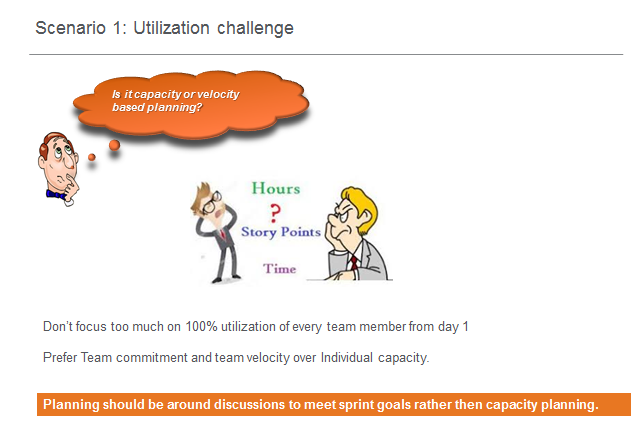 Scenario 1: Utilization challenge
Is it capacity or velocity
based planning?
Hours
?
Story Points
Time
Don't focus too much on 100% utilization of every team member from day 1
Prefer Team commitment and team velocity over Individual capacity.
Planning should be around discussions to meet sprint goals rather then capacity planning.